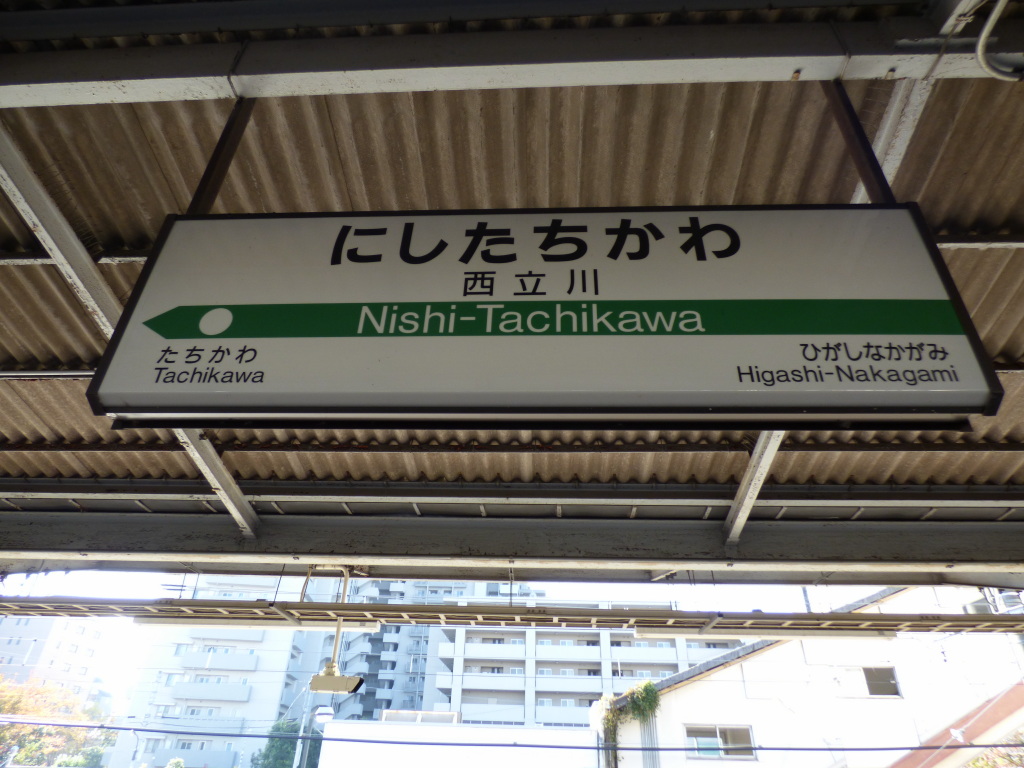 にしたちかわ
西立川
Nishi-Tachikawa
たちかわ
Tachikawa
ひがしなかがみ
Higashi-Nakagami